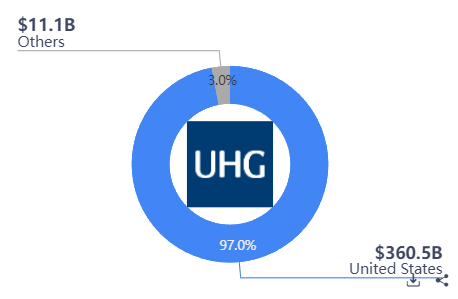 $11.1B
Others
3.0%
UHG
97.0%
$360.5B
United States